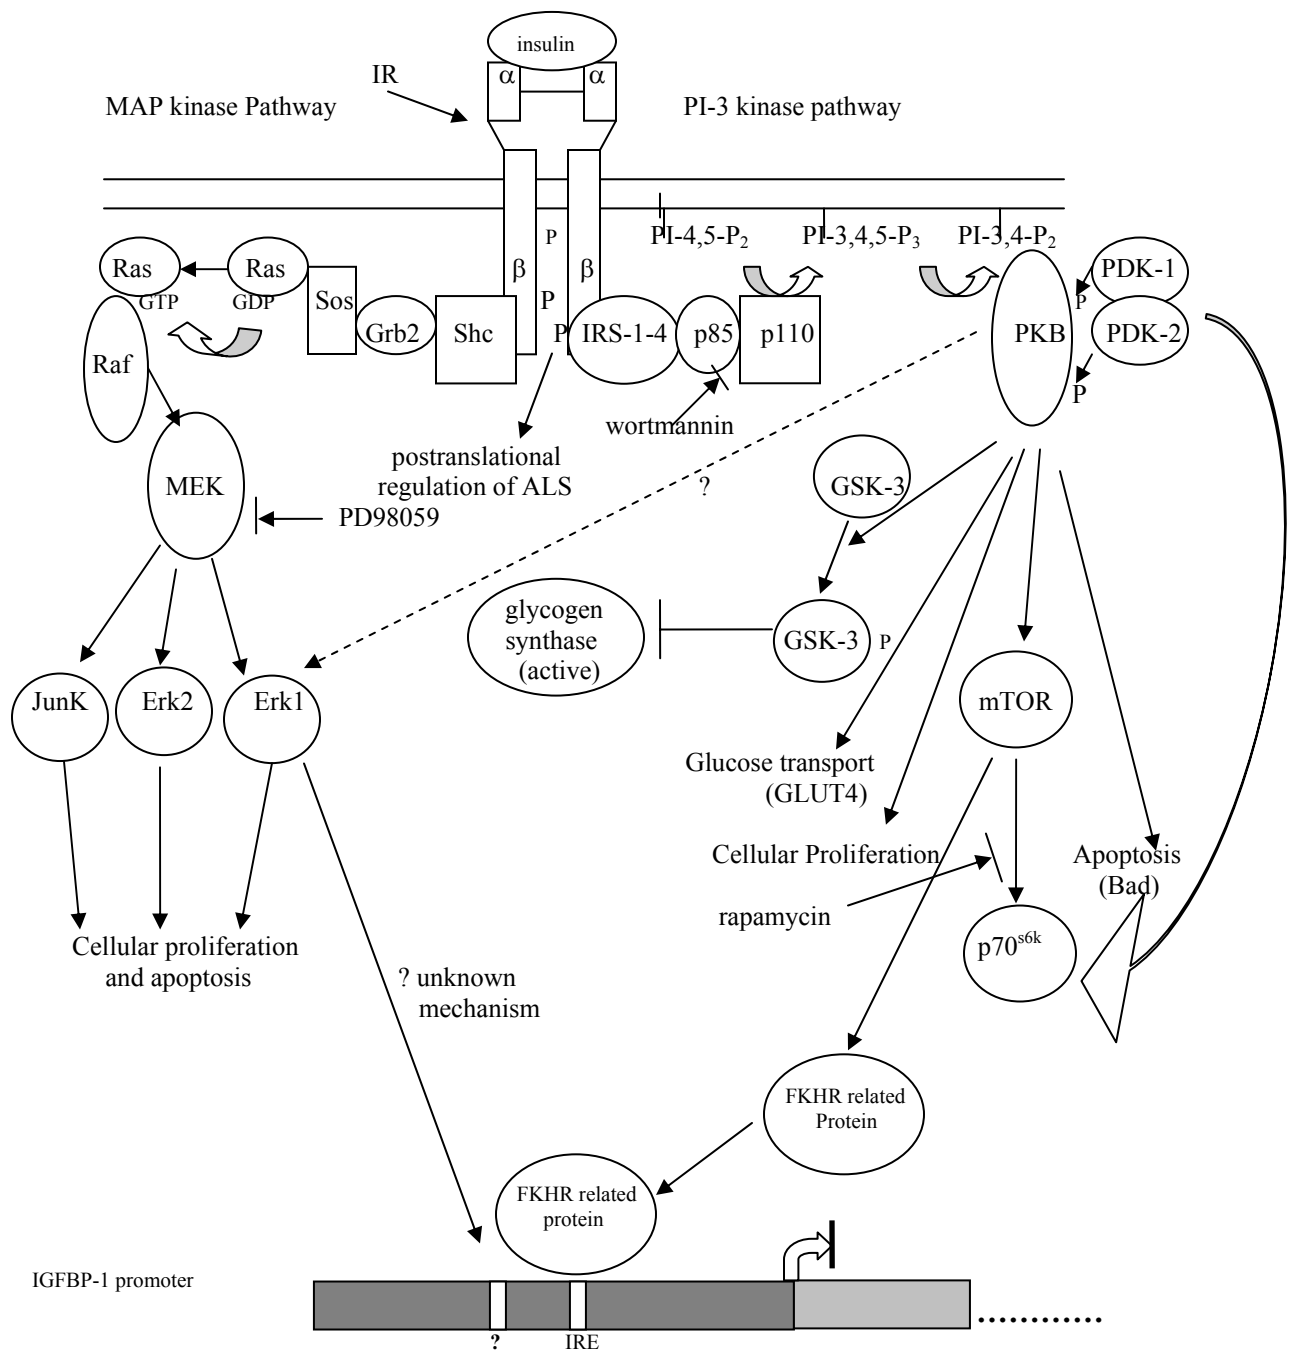 insulin
IR
α α
MAP kinase Pathway
PI-3 kinase pathway
PI-4,5-P2
PI-3,4,5-P3
PI-3,4-P2
P
Ras
Ras
β β
PDK-1
GTP
GDP
Sos
P
P
Grb2
Shc
P
IRS-1-4
p85
p110
PKB
PDK-2
Raf
P
wortmannin
postranslational
regulation of ALS
MEK
?
GSK-3
PD98059
glycogen
synthase
(active)
GSK-3
P
JunK
Erk2
Erk1
mTOR
Glucose transport
(GLUT4)
Cellular Proliferation
Apoptosis
(Bad)
rapamycin
p70s6k
Cellular proliferation
and apoptosis
? unknown
mechanism
FKHR related
Protein
FKHR related
protein
IGFBP-1 promoter
?
IRE